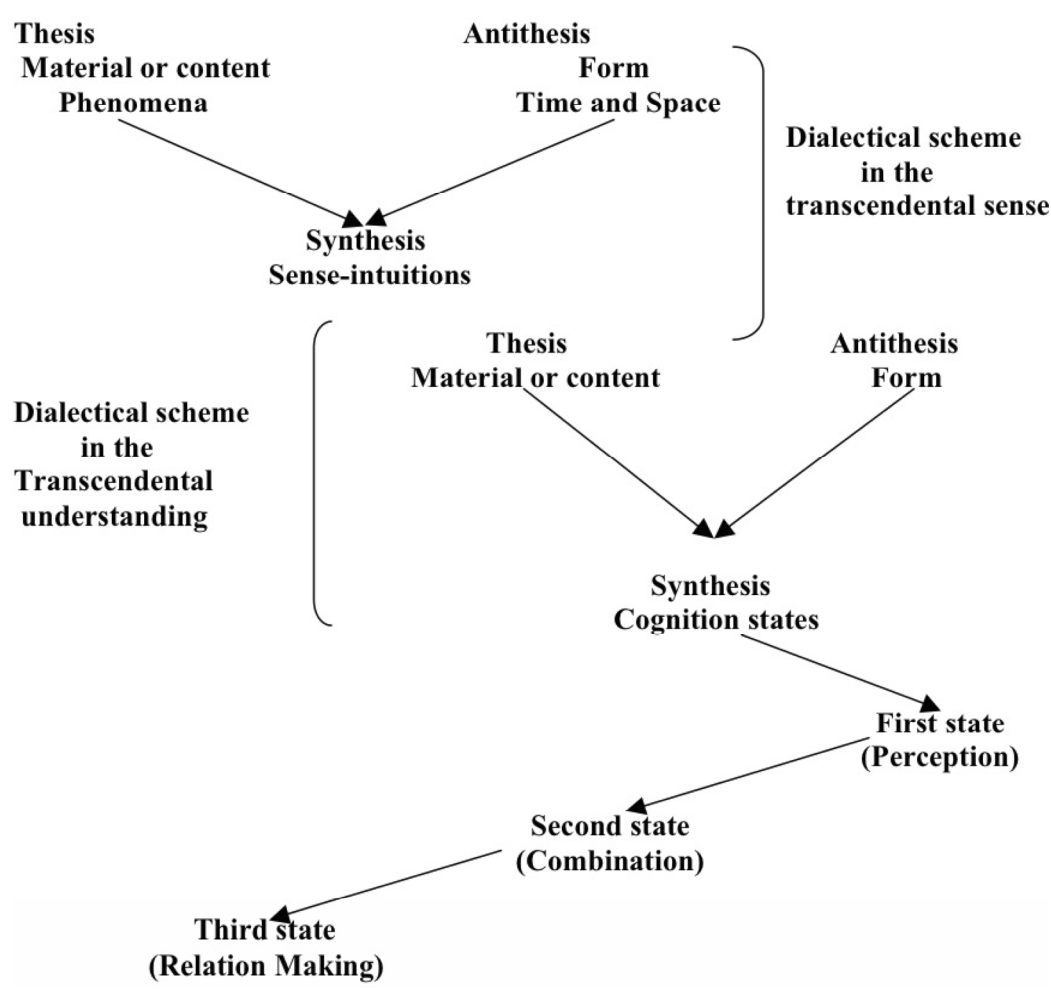 Thesis
Material or content
Phenomena
Antithesis
Form
Time and Space
Dialectical scheme
in the
transcendental sense
Synthesis
Sense-intuitions
Thesis
Material or content
Antithesis
Form
Dialectical scheme
in the
Transcendental
understanding
Synthesis
Cognition states
First state
(Perception)
Second state
(Combination)
Third state
(Relation Making)